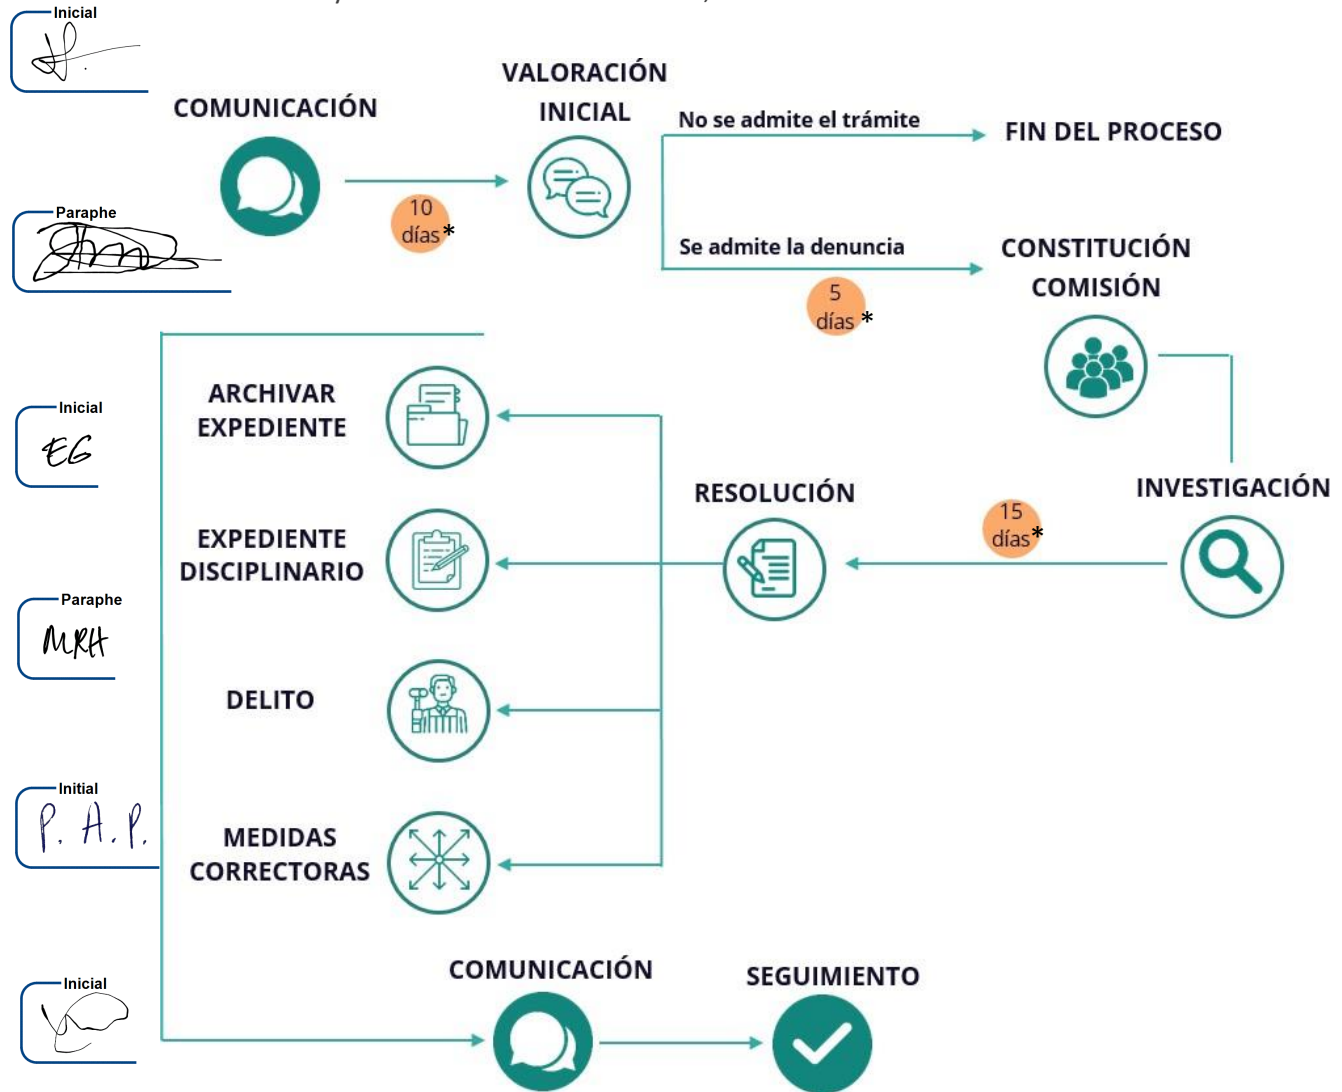 Inicial
VALORACIÓN
INICIAL
COMUNICACIÓN
No se admite el trámite
FIN DEL PROCESO
10
días*
Paraphe
Se admite la denuncia
CONSTITUCIÓN
COMISIÓN
5
días*
ARCHIVAR
EXPEDIENTE
Inicial
EG
RESOLUCIÓN
INVESTIGACIÓN
15
días*
EXPEDIENTE
DISCIPLINARIO
Paraphe
MRH
DELITO
Initial
P. A. P.
MEDIDAS
CORRECTORAS
COMUNICACIÓN
SEGUIMIENTO
Inicial